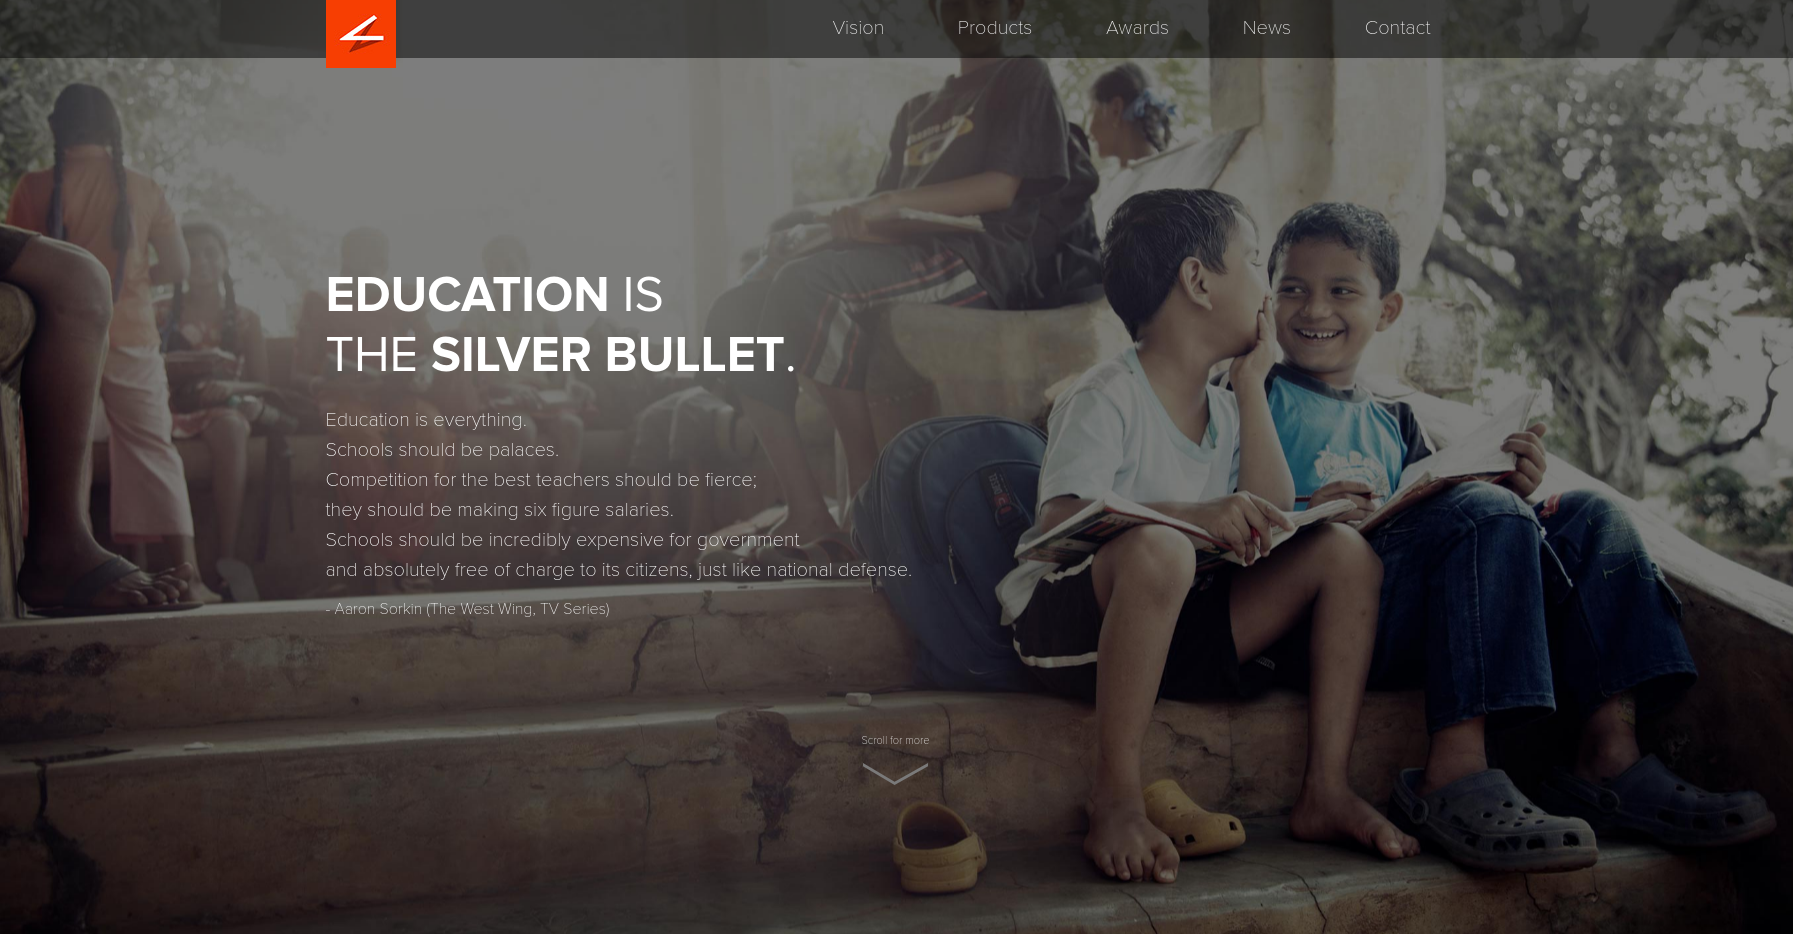 Vision Products Awards News Contact
EDUCATION IS
THE SILVER BULLET.
Education is everything.
Schools should be palaces.
Competition for the best teachers should be fierce;
they should be making six figure salaries.
Schools should be incredibly expensive for government
and absolutely free of charge to its citizens, just like national defense.
- Aaron Sorkin (The West Wing, TV Series)
Scroll for more